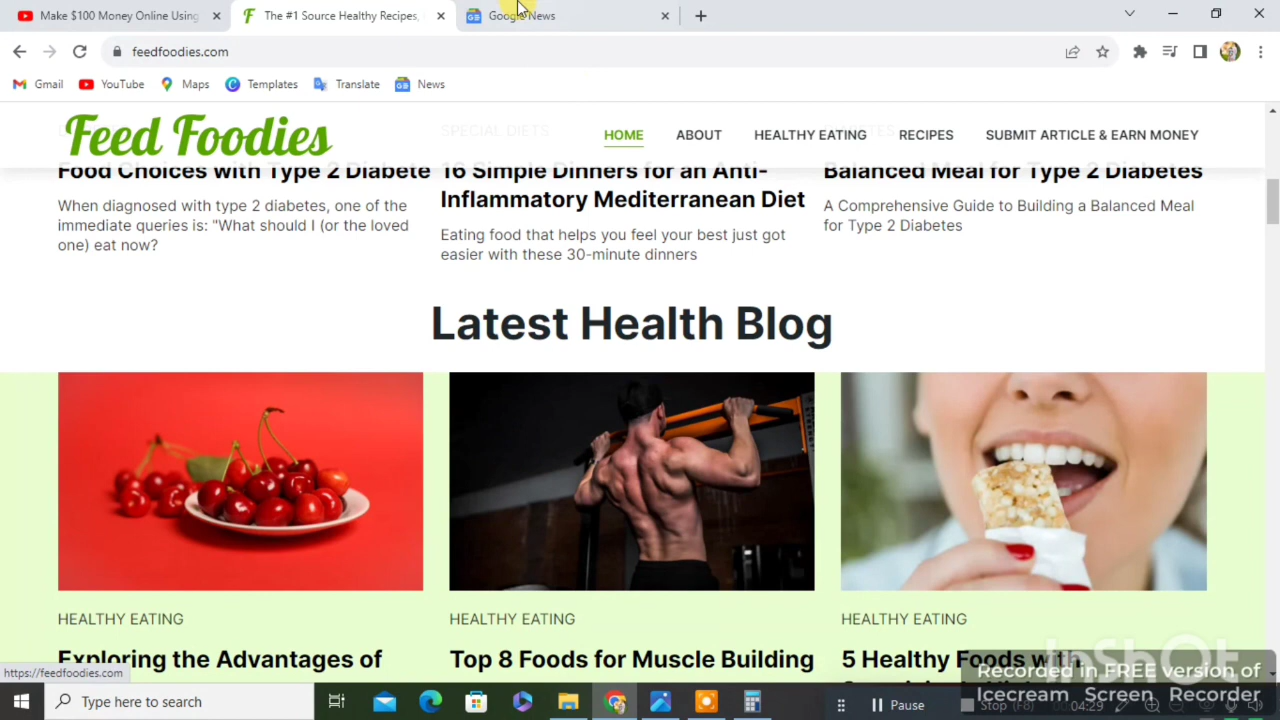 Make $100 Money Online Using
The #1 Source Healthy Recipes,
Google News
feedfoodies.com
Gmail
YouTube
Maps
Templates
Translate
News
Feed Foodies
SPECIAL DIETS
HOME
ABOUT
HEALTHY EATING
RECIPES
SUBMIT ARTICLE & EARN MONEY
Food Choices with Type 2 Diabete
When diagnosed with type 2 diabetes, one of the
immediate queries is: "What should I (or the loved
one) eat now?
16 Simple Dinners for an Anti-
Inflammatory Mediterranean Diet
Eating food that helps you feel your best just got
easier with these 30-minute dinners
Balanced Meal for Type 2 Diabetes
A Comprehensive Guide to Building a Balanced Meal
for Type 2 Diabetes
Latest Health Blog
HEALTHY EATING
Exploring the Advantages of
HEALTHY EATING
Top 8 Foods for Muscle Building
HEALTHY EATING
5 Healthy Foods with
https://feedfoodies.com
InShOt
Recorded in FREE version of
Icecream Screen Recorder
Type here to search
Pause
Stop (F8)
00:04:29